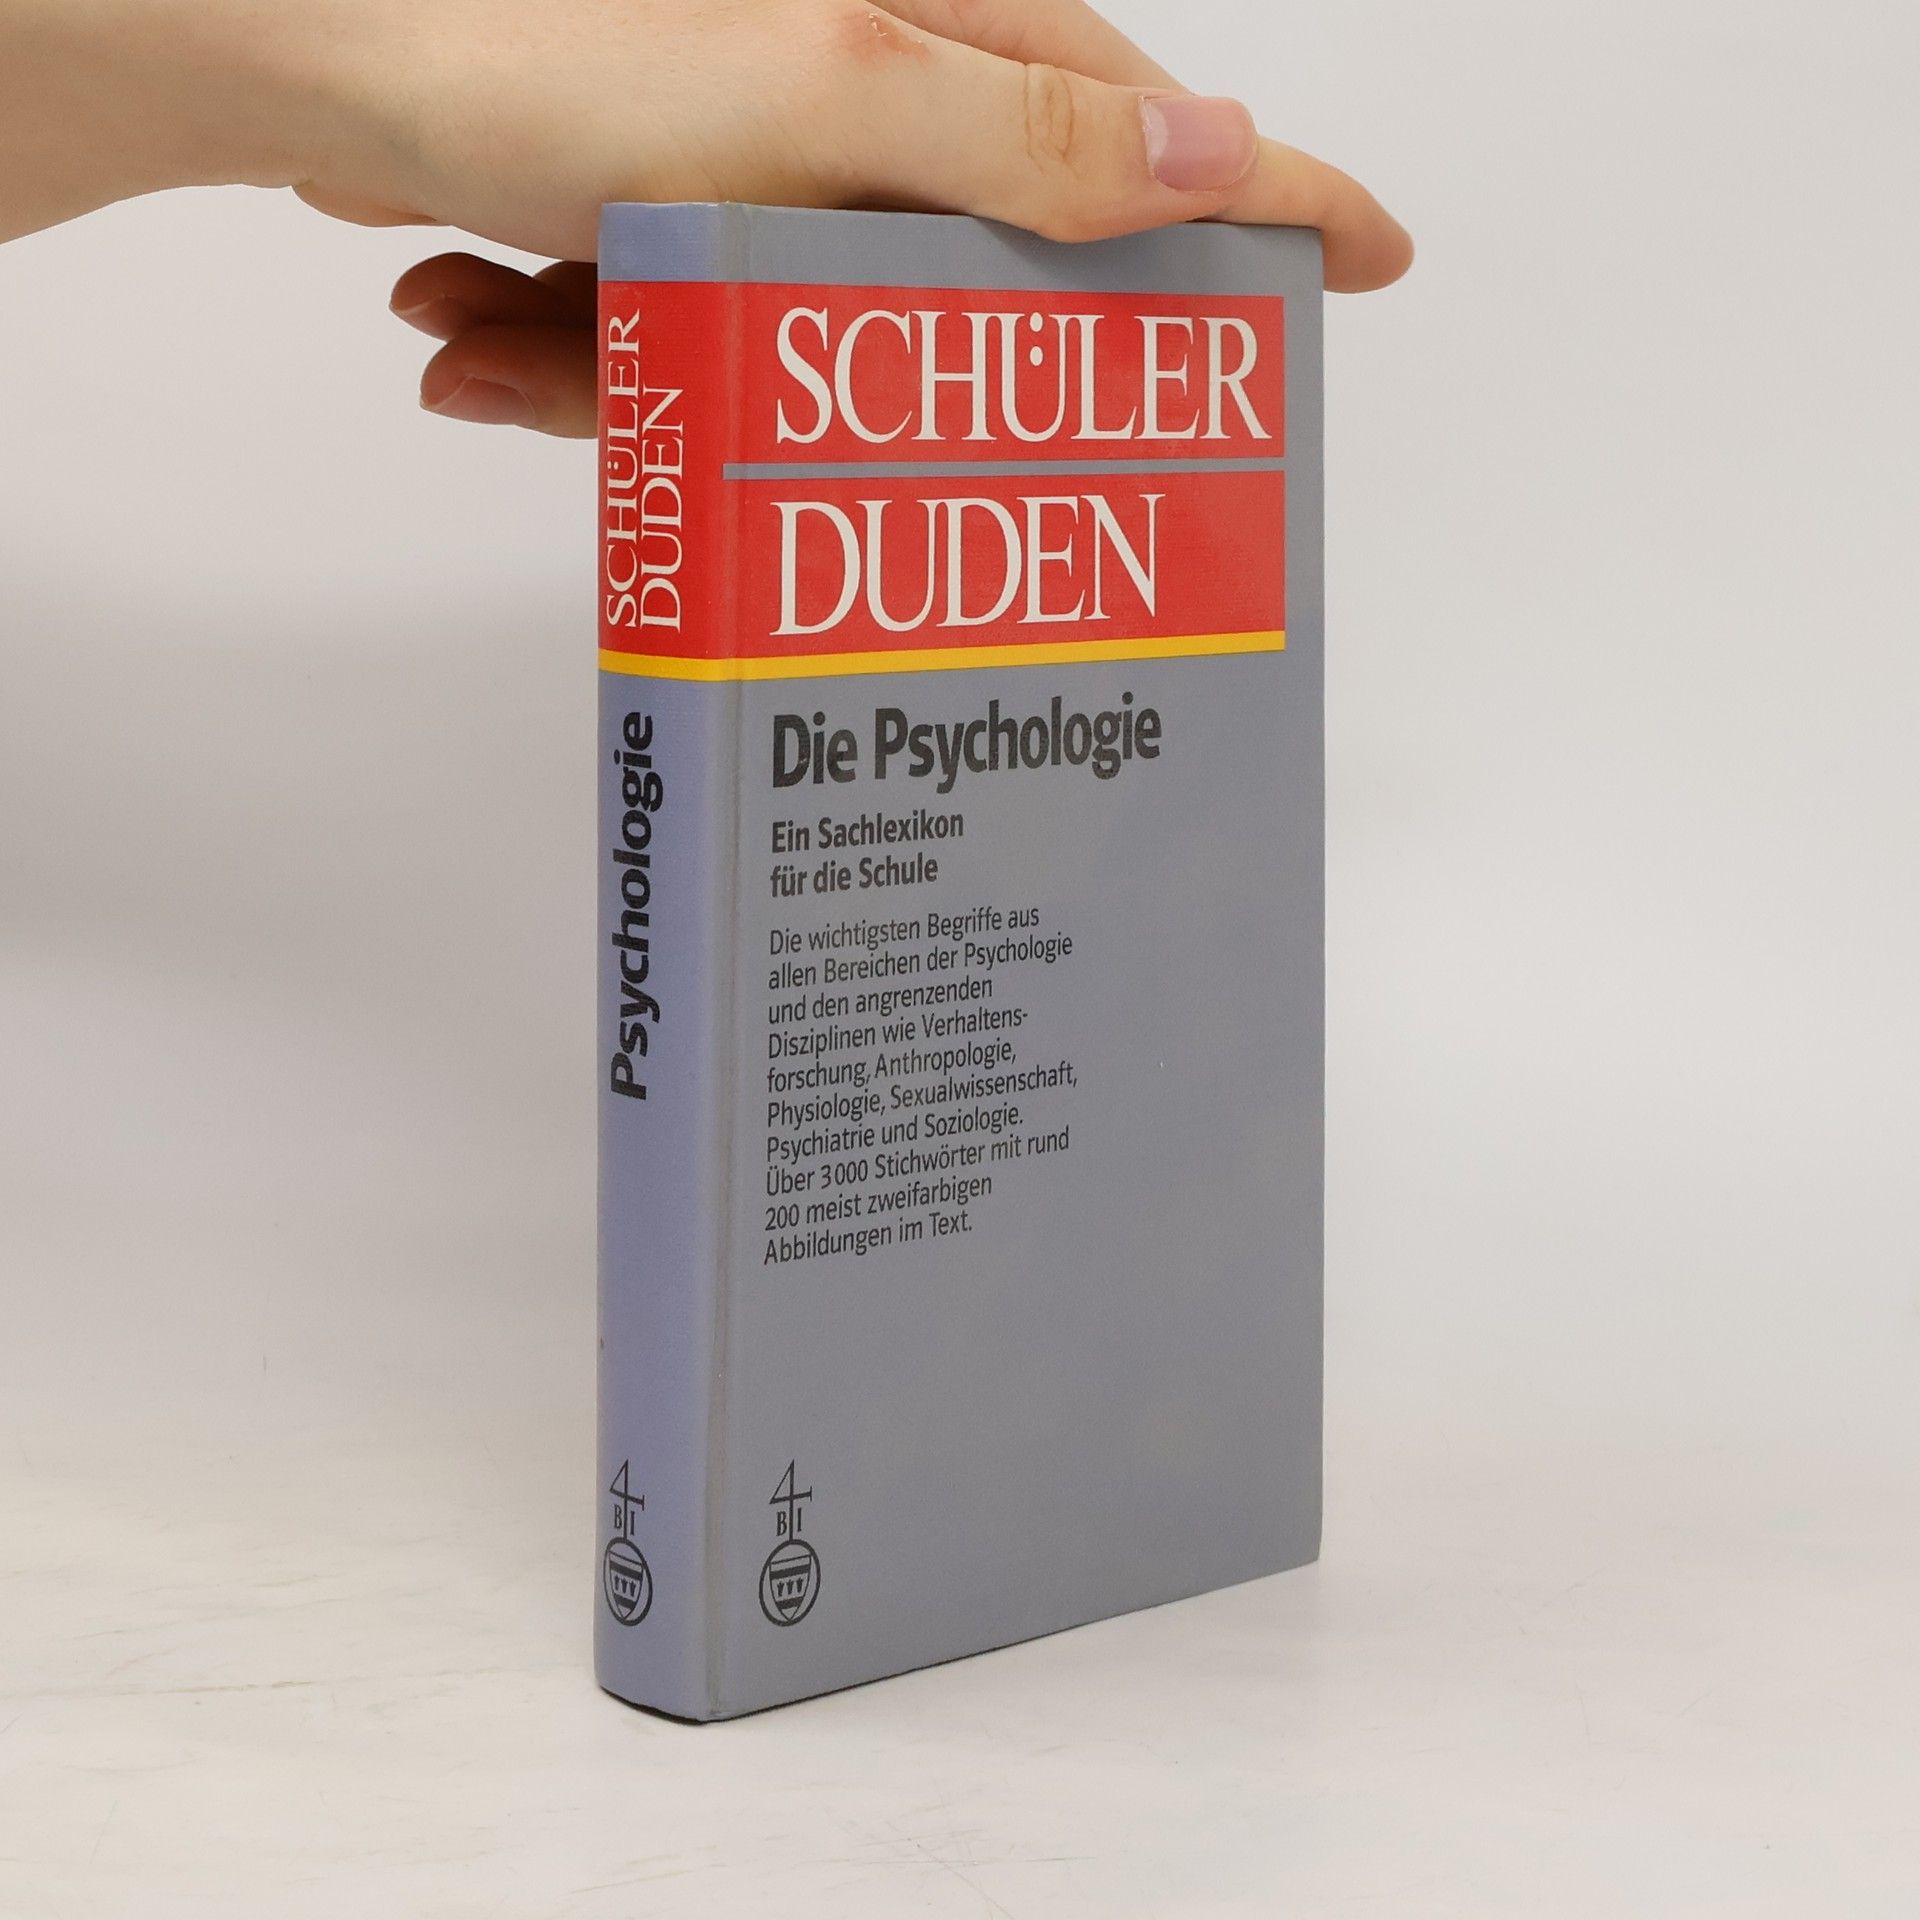 SCHÜLER
DUDEN
Psychologie
B I
SCHÜLER
DUDEN
Die Psychologie
Ein Sachlexikon
für die Schule
Die wichtigsten Begriffe aus
allen Bereichen der Psychologie
und den angrenzenden
Disziplinen wie Verhaltens-
forschung, Anthropologie,
Physiologie, Sexualwissenschaft,
Psychiatrie und Soziologie.
Über 3000 Stichwörter mit rund
200 meist zweifarbigen
Abbildungen im Text.
B I